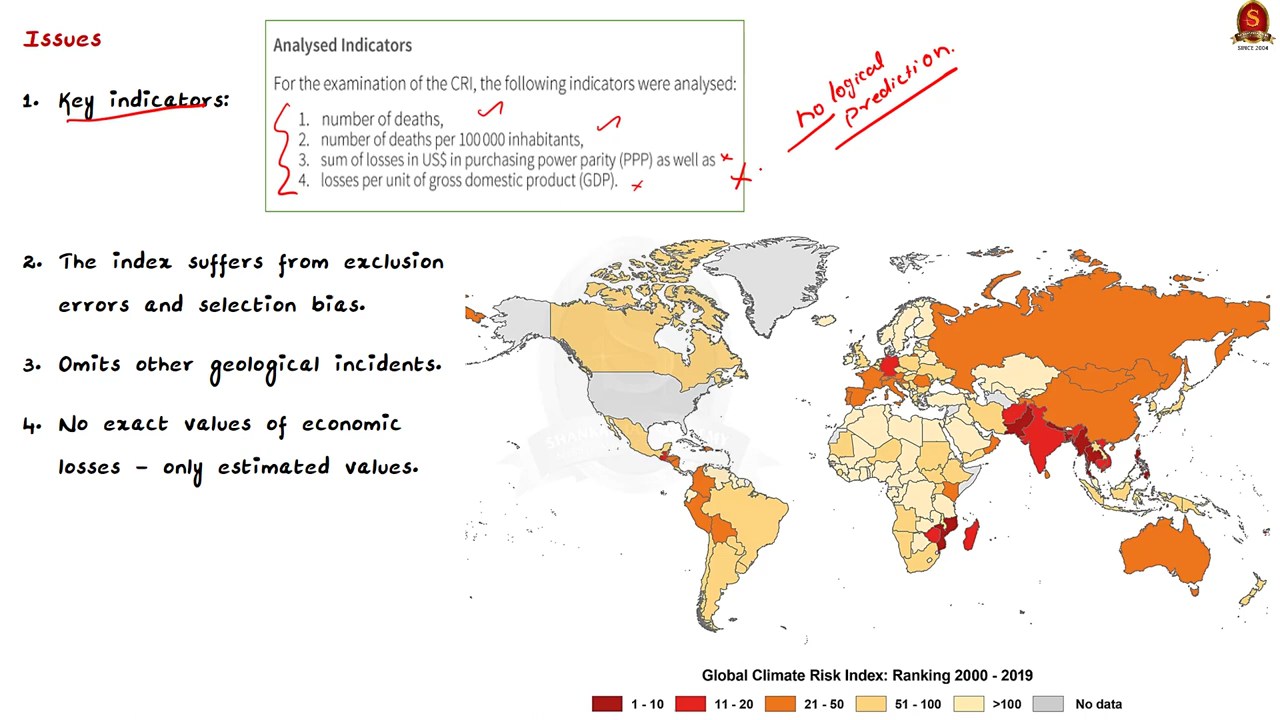 Issues
1. Key indicators:
Analysed Indicators
For the examination of the CRI, the following indicators were analysed:
1. number of deaths,
2. number of deaths per 100 000 inhabitants,
3. sum of losses in US$ in purchasing power parity (PPP) as well as
4. losses per unit of gross domestic product (GDP).
no logical
prediction.
S
SINCE 2004
2. The index suffers from exclusion
errors and selection bias.
3. Omits other geological incidents.
4. No exact values of economic
losses – only estimated values.
Global Climate Risk Index: Ranking 2000 - 2019
1 - 10 11 - 20 21 - 50 51 - 100 >100 No data